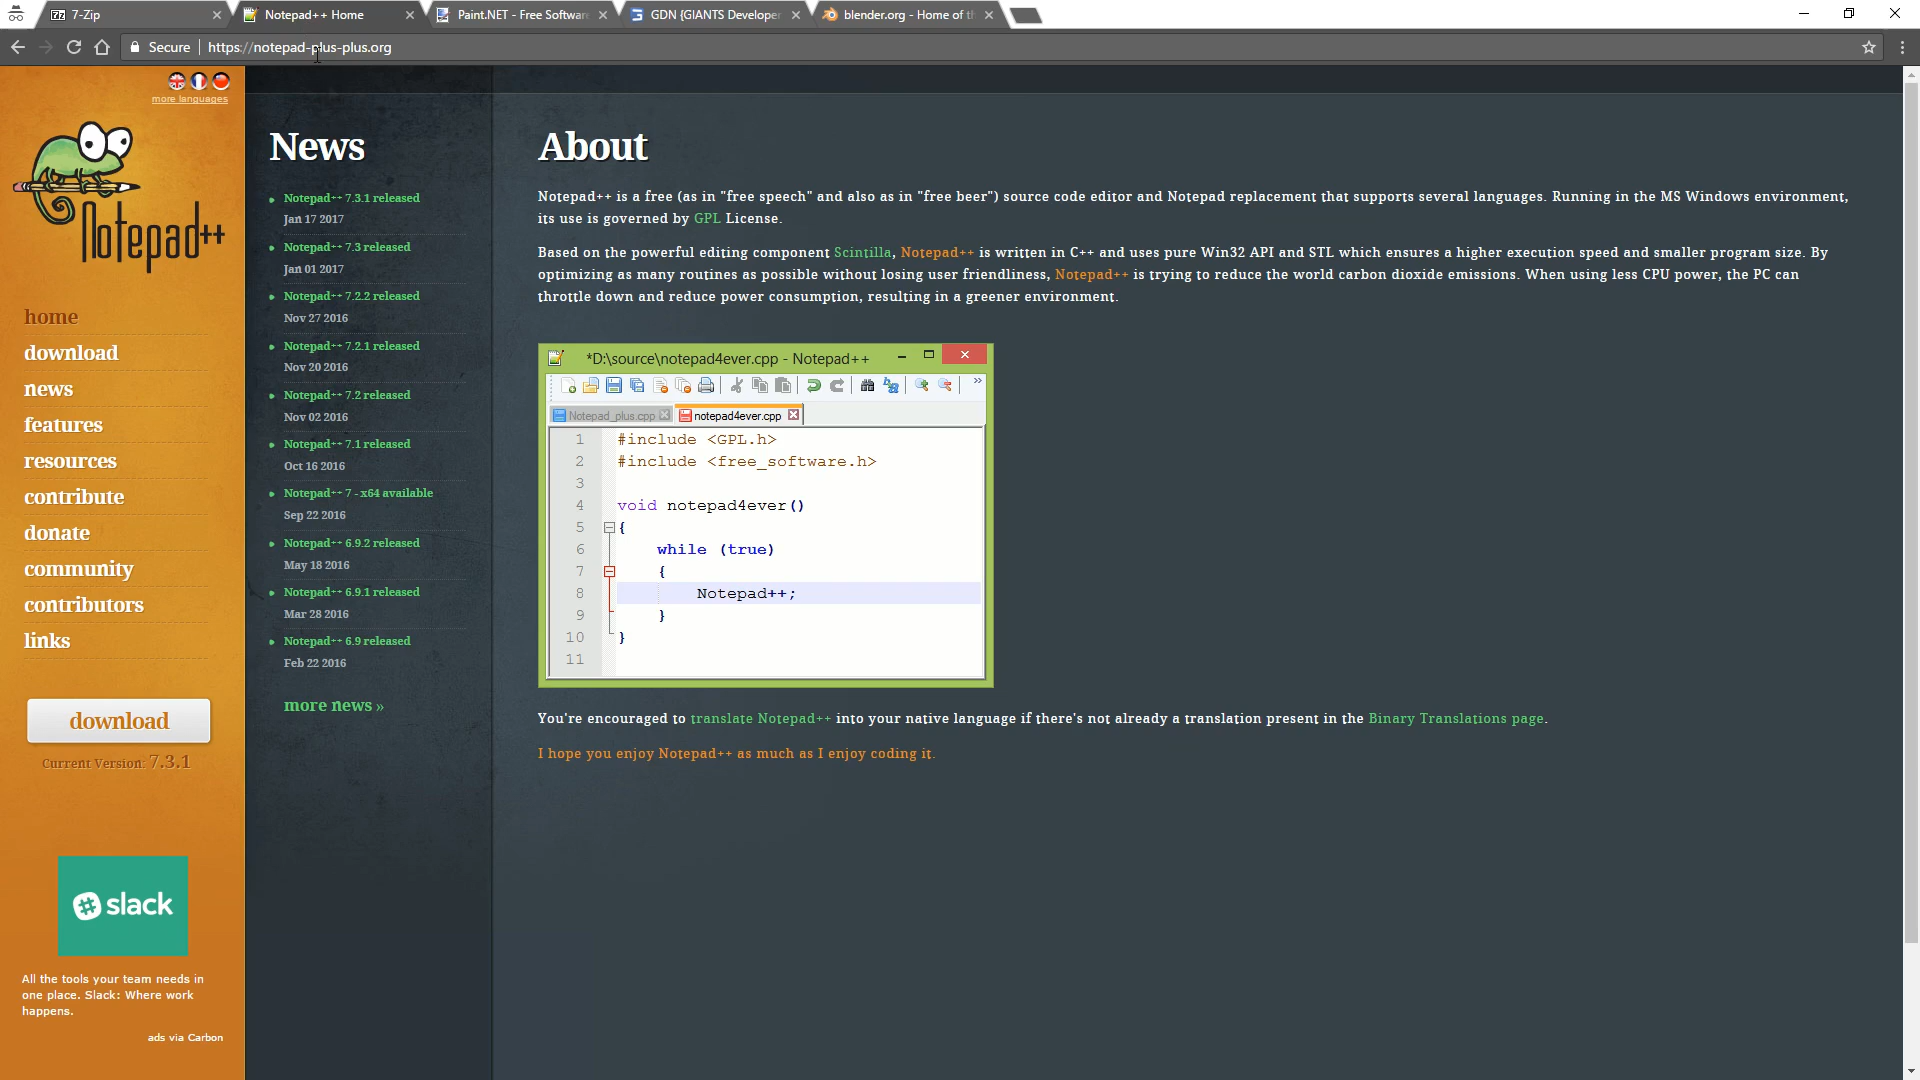 7-Zip
Notepad++ Home
Paint.NET - Free Software
GDN {GIANTS Developer
blender.org - Home of th
Secure
https://notepad-plus-plus.org
more languages
Notepad++
home
download
news
features
resources
contribute
donate
community
contributors
links
download
Current Version: 7.3.1
slack
All the tools your team needs in
one place. Slack: Where work
happens.
ads via Carbon
News
Notepad++ 7.3.1 released
Jan 17 2017
Notepad++ 7.3 released
Jan 01 2017
Notepad++ 7.2.2 released
Nov 27 2016
Notepad++ 7.2.1 released
Nov 20 2016
Notepad++ 7.2 released
Nov 02 2016
Notepad++ 7.1 released
Oct 16 2016
Notepad++ 7 - x64 available
Sep 22 2016
Notepad++ 6.9.2 released
May 18 2016
Notepad++ 6.9.1 released
Mar 28 2016
Notepad++ 6.9 released
Feb 22 2016
more news »
About
Notepad++ is a free (as in "free speech" and also as in "free beer") source code editor and Notepad replacement that supports several languages. Running in the MS Windows environment,
its use is governed by GPL License.
Based on the powerful editing component Scintilla, Notepad++ is written in C++ and uses pure Win32 API and STL which ensures a higher execution speed and smaller program size. By
optimizing as many routines as possible without losing user friendliness, Notepad++ is trying to reduce the world carbon dioxide emissions. When using less CPU power, the PC can
throttle down and reduce power consumption, resulting in a greener environment.
*D:\source\notepad4ever.cpp - Notepad++
Notepad_plus.cpp
notepad4ever.cpp
1 #include <GPL.h>
2 #include <free_software.h>
3
4 void notepad4ever()
5 {
6 while (true)
7 {
8 Notepad++;
9 }
10 }
11
You're encouraged to translate Notepad++ into your native language if there's not already a translation present in the Binary Translations page.
I hope you enjoy Notepad++ as much as I enjoy coding it.